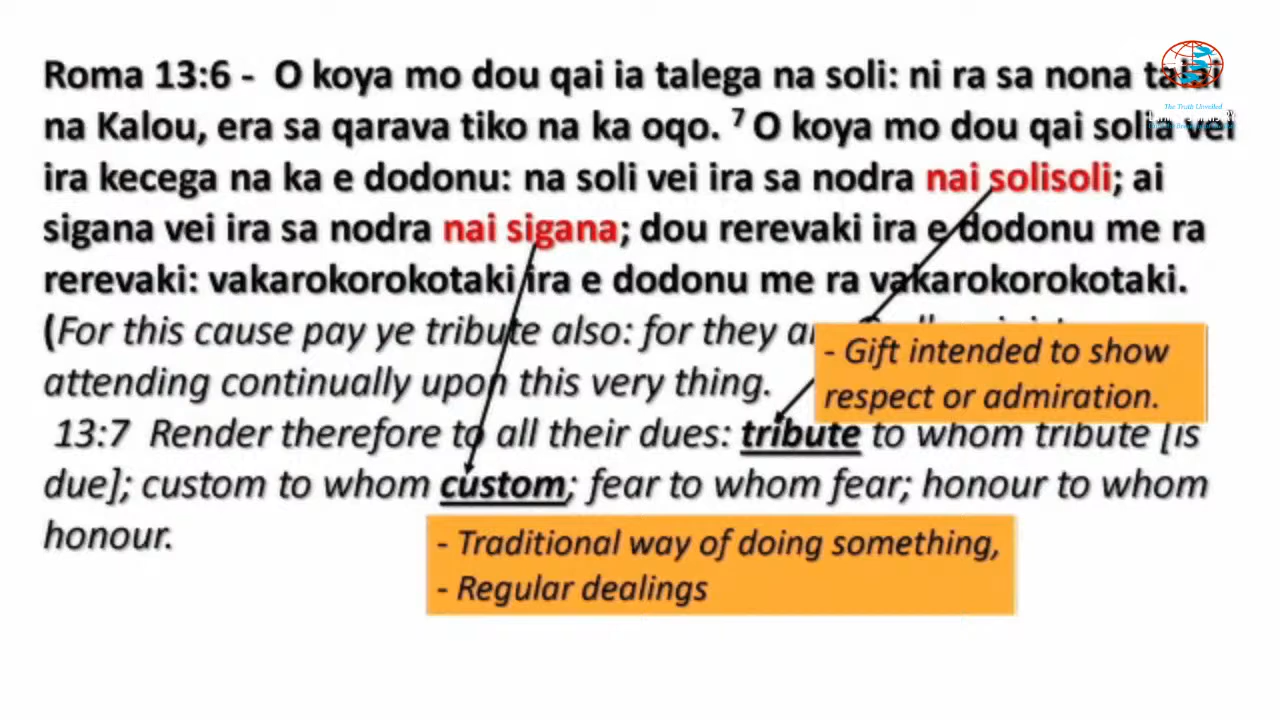 Roma 13:6 - O koya mo dou qai ia talega na soli: ni ra sa nona
na Kalou, era sa qarava tiko na ka oqo. 7 O koya mo dou qai solia vei
ira kecega na ka e dodonu: na soli vei ira sa nodra nai solisoli; ai
sigana vei ira sa nodra nai sigana; dou rerevaki ira e dodonu me ra
rerevaki: vakarokorokotaki ira e dodonu me ra vakarokorokotaki.
(For this cause pay ye tribute also: for they
attending continually upon this very thing.
13:7 Render therefore to all their dues: tribute to whom tribute [is
due]; custom to whom custom; fear to whom fear; honour to whom
honour.
- Gift intended to show
respect or admiration.
- Traditional way of doing something,
- Regular dealings
The Truth Unveiled